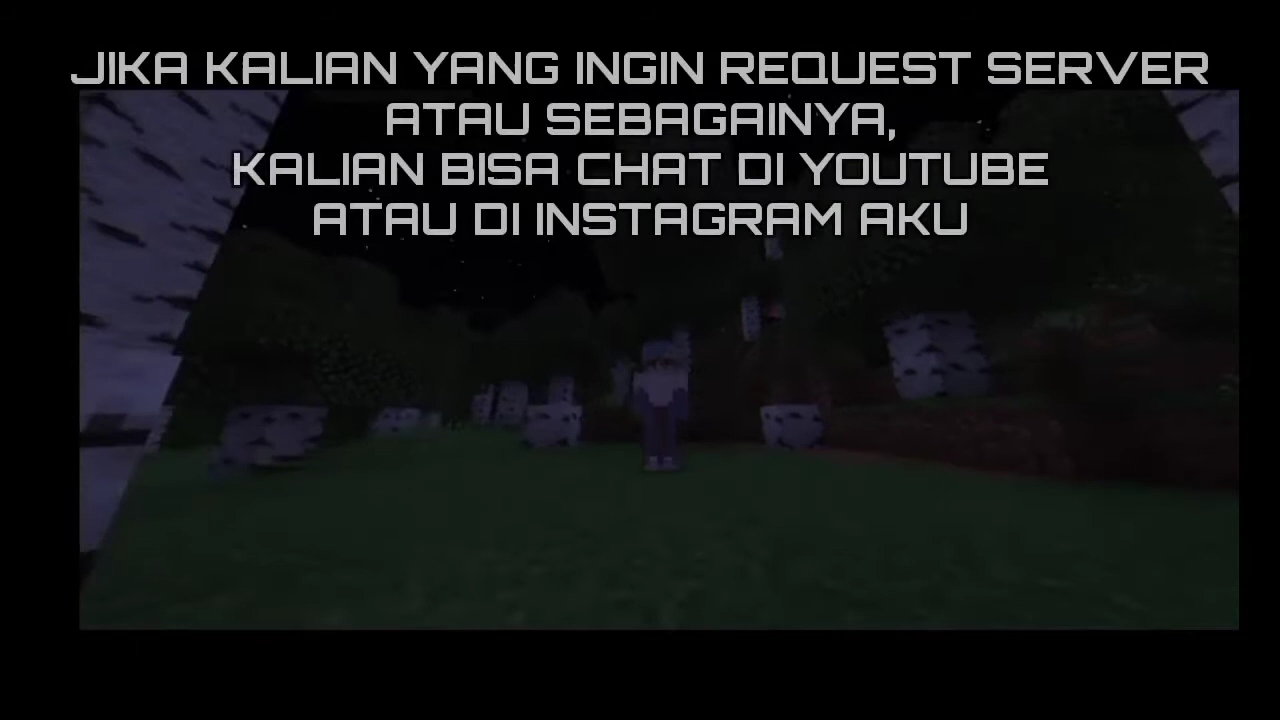 JIKA KALIAN YANG INGIN REQUEST SERVER
ATAU SEBAGAINYA,
KALIAN BISA CHAT DI YOUTUBE
ATAU DI INSTAGRAM AKU